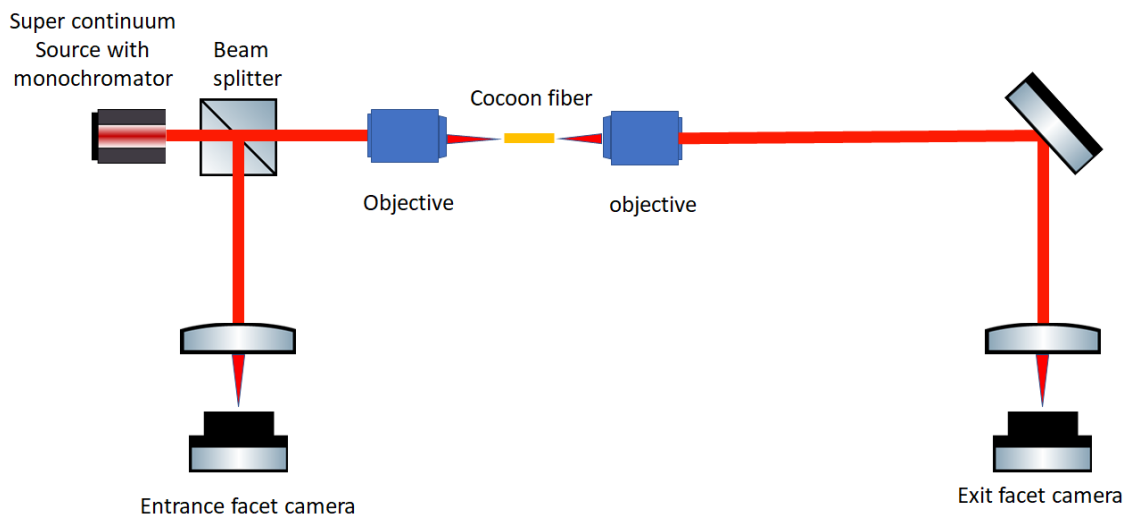 Super continuum
Source with
monochromator
Beam
splitter
Cocoon fiber
Objective
objective
Entrance facet camera
Exit facet camera